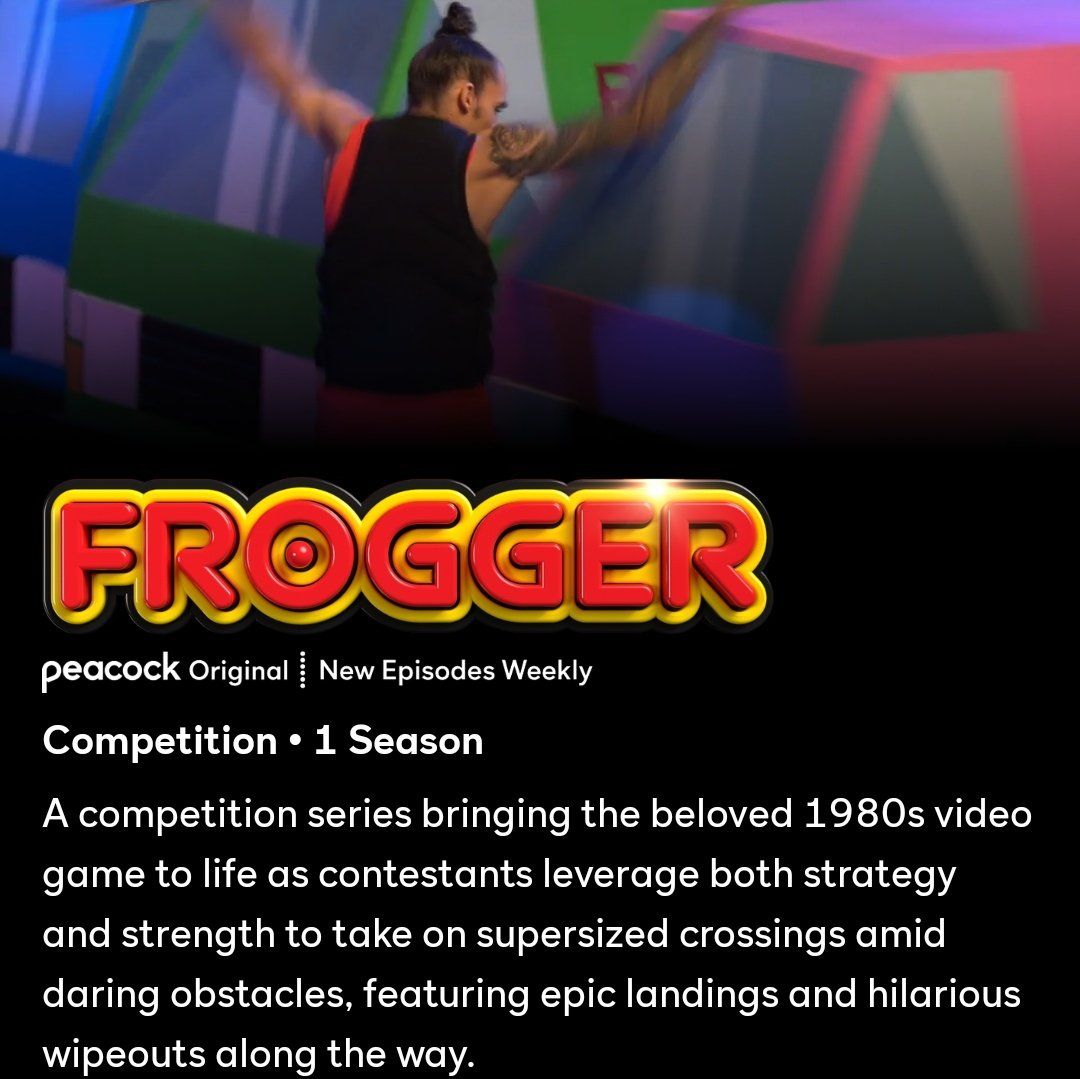 FROGGER
peacock Original ┊ New Episodes Weekly
Competition • 1 Season
A competition series bringing the beloved 1980s video
game to life as contestants leverage both strategy
and strength to take on supersized crossings amid
daring obstacles, featuring epic landings and hilarious
wipeouts along the way.